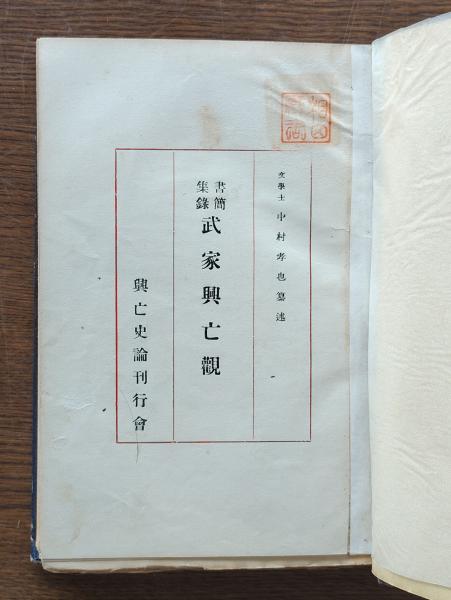 文學士 中村孝也纂述
書簡集錄 武家興亡觀
興亡史論刊行會